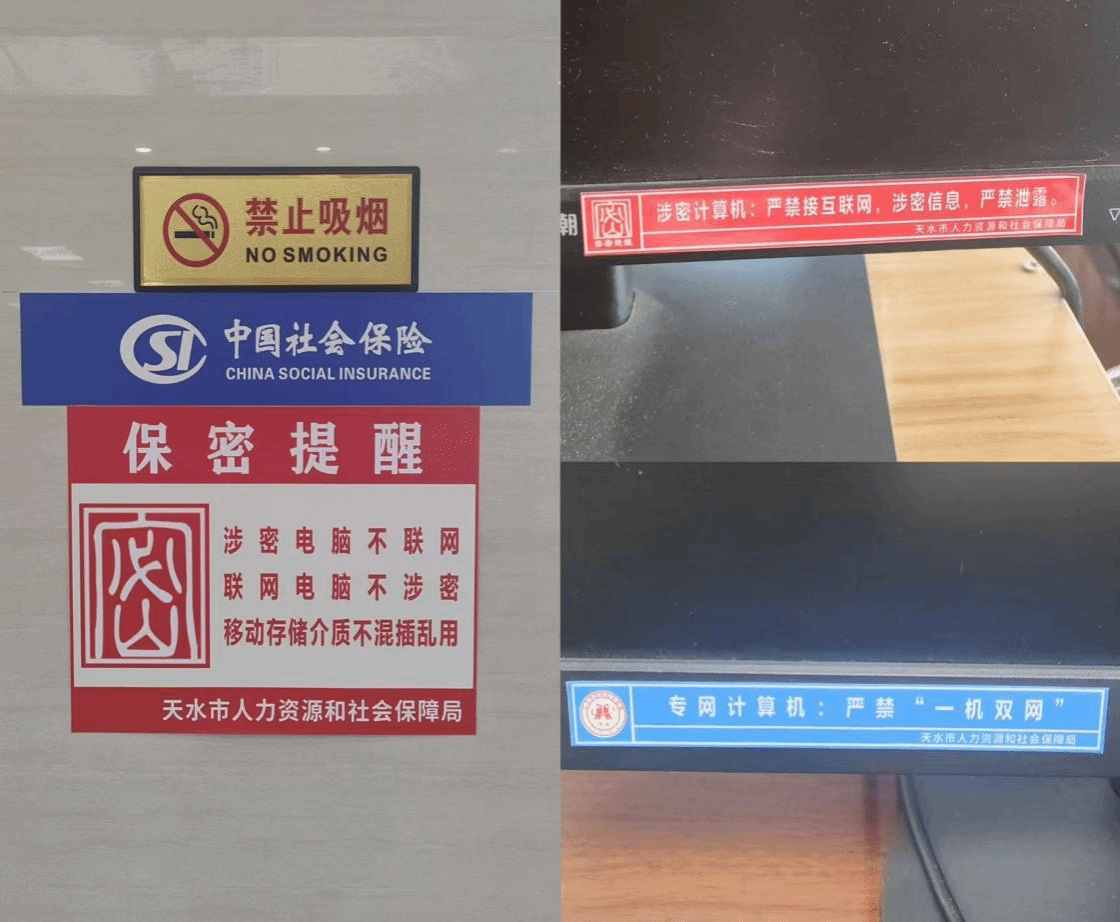 禁止吸烟
NO SMOKING
CSI
中国社会保险
CHINA SOCIAL INSURANCE
保密提醒
密
涉密电脑不联网
联网电脑不涉密
移动存储介质不混插乱用
天水市人力资源和社会保障局
朝
密
涉密计算机：严禁接互联网，涉密信息，严禁泄露。
天水市人力资源和社会保障局
专网计算机：严禁“一机双网”
天水市人力资源和社会保障局